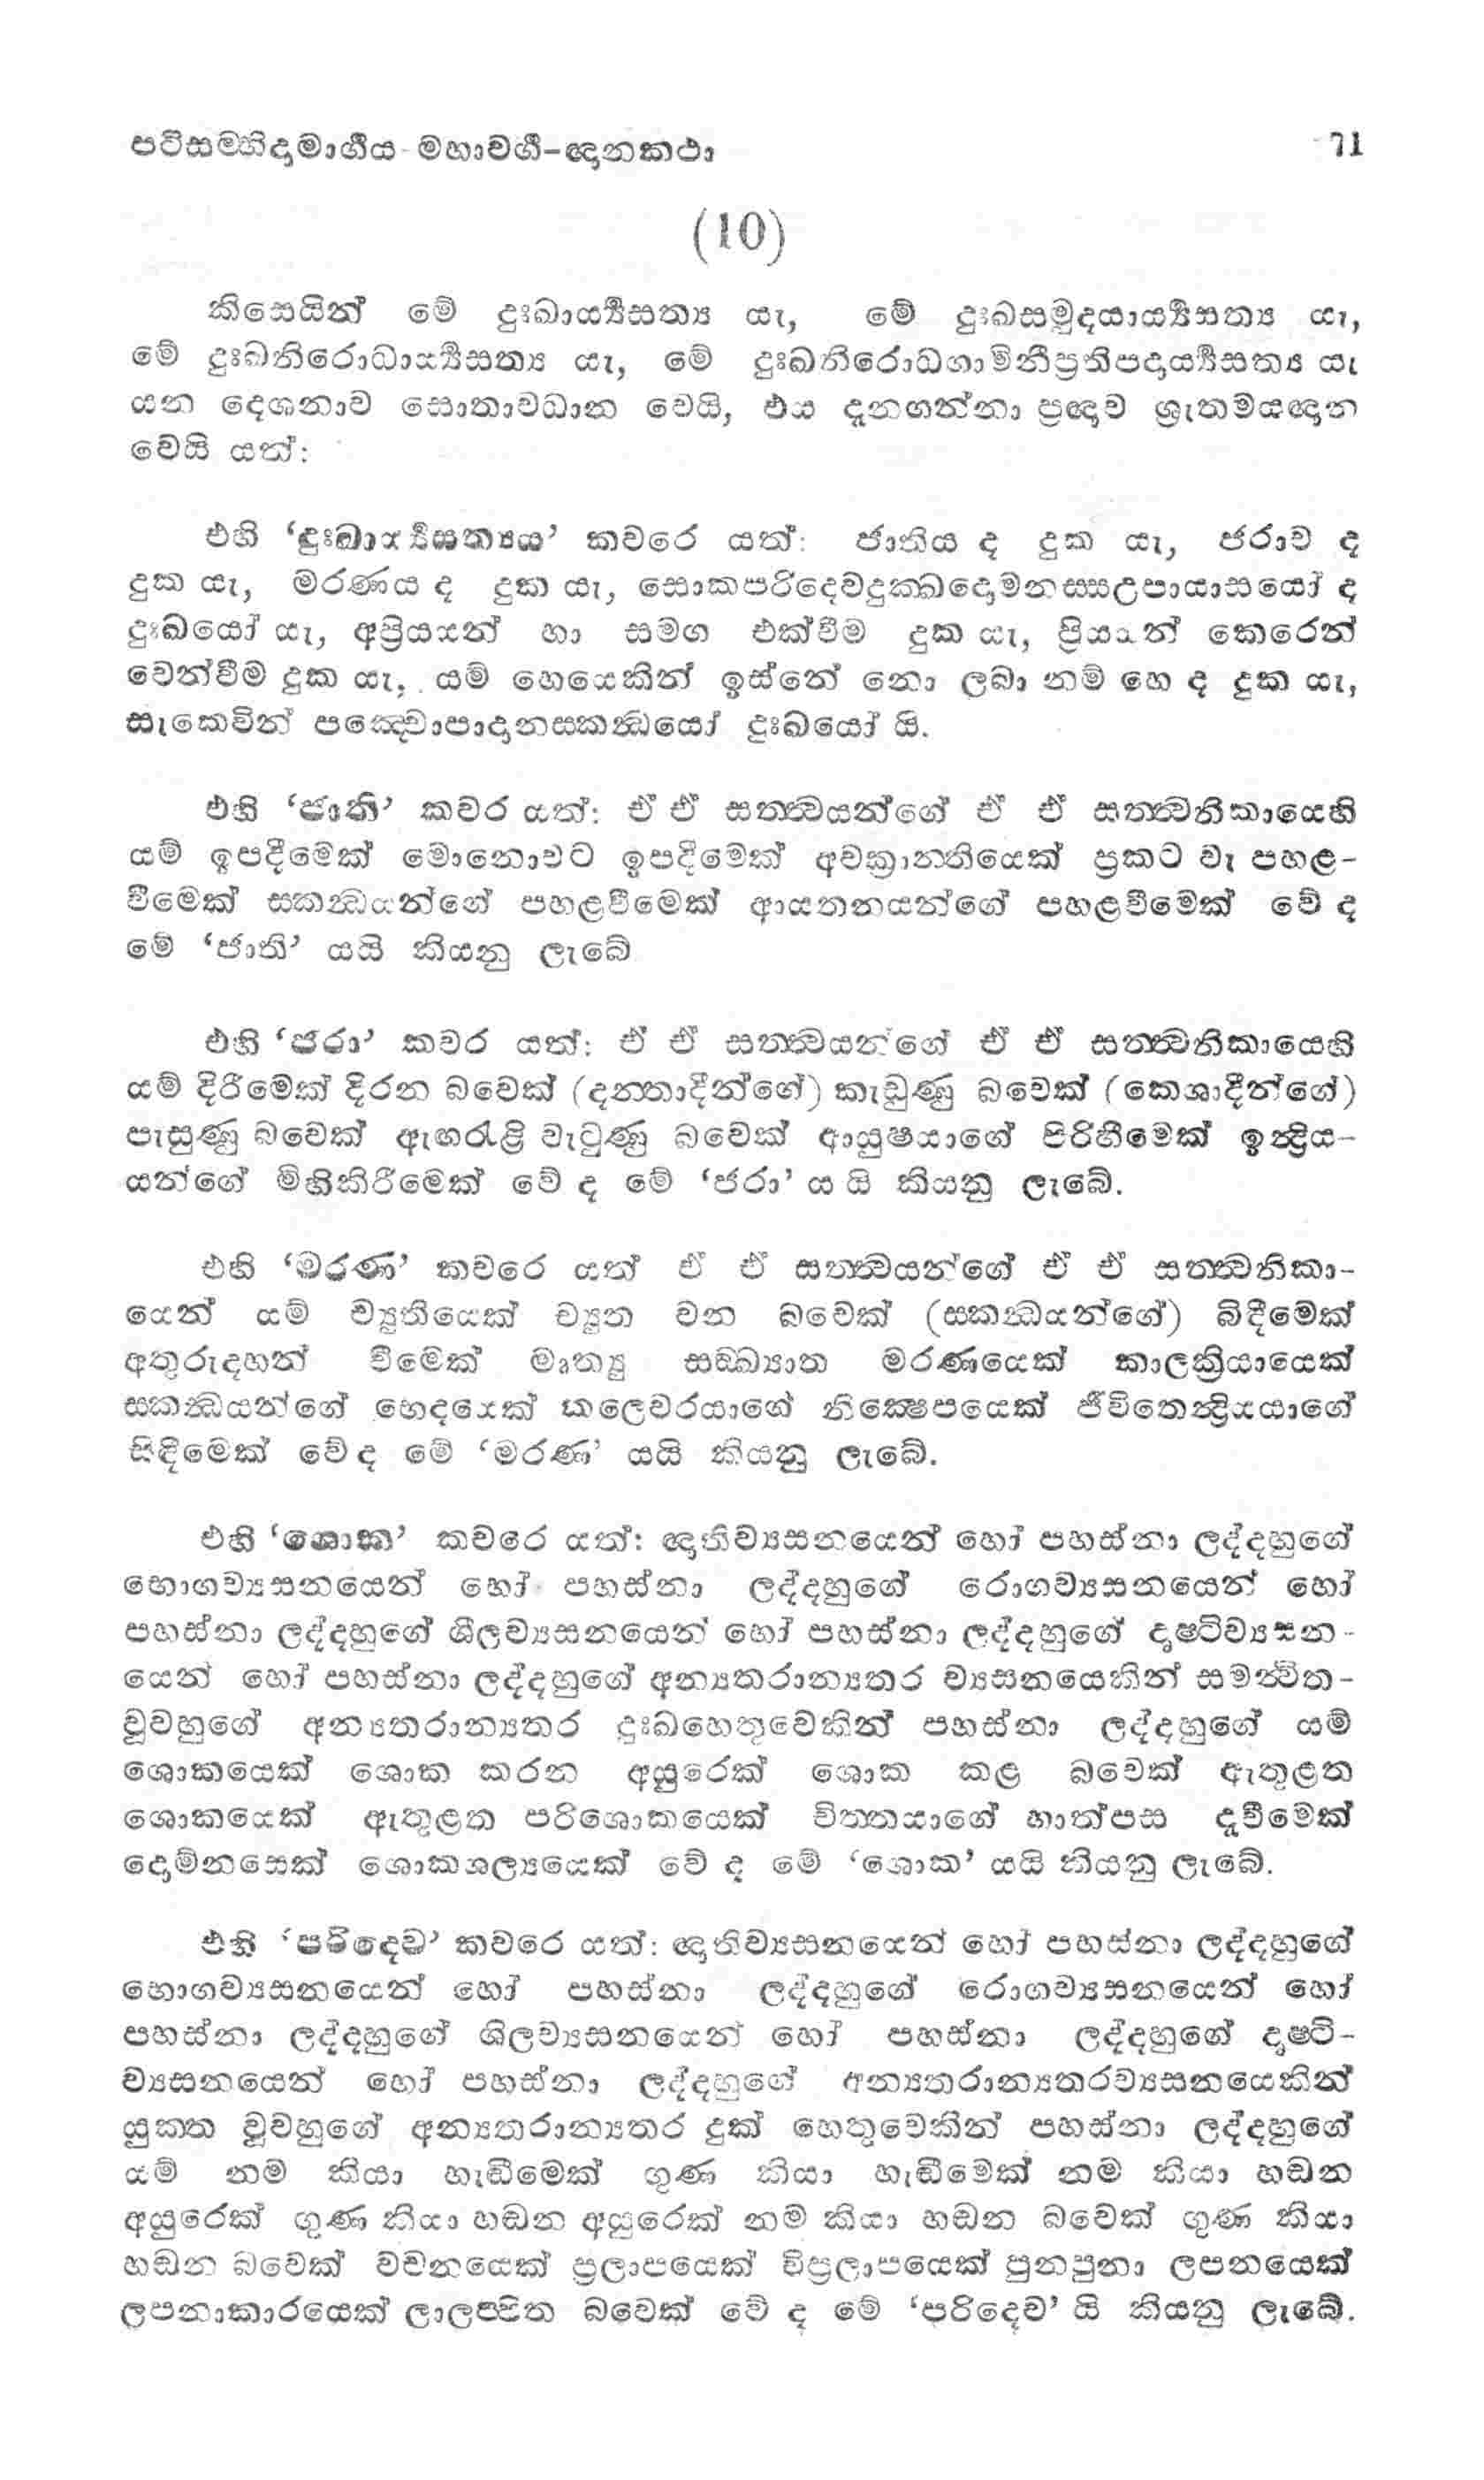 පටිසම්භිදාමාර්ගය - මහාවර්ග-ඥානකථා 71
(10)
කිසෙයින් මේ දුඃඛාර්ය්‍යසත්‍ය යැ, මේ දුඃඛසමුදයාර්ය්‍යසත්‍ය යැ,
මේ දුඃඛනිරොධාර්ය්‍යසත්‍ය යැ, මේ දුඃඛනිරොධගාමිනීප්‍රතිපදාර්ය්‍යසත්‍ය යැ
යන දෙශනාව සොතාවධාන වෙයි, එය දැනගන්නා ප්‍රඥාව ශ්‍රැතමයඥාන
වෙයි යත්:
එහි ‘දුඃඛාර්ය්‍යසත්‍යය’ කවරෙ යත්: ජාතිය ද දුක යැ, ජරාව ද
දුක යැ, මරණය ද දුක යැ, සොකපරිදෙවදුක්ඛදොමනස්සඋපායාසයෝ ද
දුඃඛයෝ යැ, අප්‍රියයන් හා සමග එක්වීම දුක යැ, ප්‍රියයන් කෙරෙන්
වෙන්වීම දුක යැ, යම් හෙයෙකින් ඉස්නේ නො ලබා නම් හෙ ද දුක යැ,
සැකෙවින් පඤ්චොපාදානස්කන්ධයෝ දුඃඛයෝ යි.
එහි ‘ජාති’ කවර යත්: ඒ ඒ සත්ත්වයන්ගේ ඒ ඒ සත්ත්වනිකායෙහි
යම් ඉපදීමෙක් මොනොවට ඉපදීමෙක් අවක්‍රාන්තියෙක් ප්‍රකට වැ පහළ-
වීමෙක් ස්කන්ධයන්ගේ පහළවීමෙක් ආයතනයන්ගේ පහළවීමෙක් වේ ද
මේ ‘ජාති’ යයි කියනු ලැබේ
එහි ‘ජරා’ කවර යත්: ඒ ඒ සත්ත්වයන්ගේ ඒ ඒ සත්ත්වනිකායෙහි
යම් දිරීමෙක් දිරන බවෙක් (දන්තාදීන්ගේ) කැඩුණු බවෙක් (කෙශාදීන්ගේ)
පැසුණු බවෙක් ඇඟරැළි වැටුණු බවෙක් ආයුෂයාගේ පිරිහීමෙක් ඉන්ද්‍රිය-
යන්ගේ මිහිකිරීමෙක් වේ ද මේ ‘ජරා’ ය යි කියනු ලැබේ.
එහි ‘මරණ’ කවරෙ යත් ඒ ඒ සත්ත්වයන්ගේ ඒ ඒ සත්ත්වනිකා-
යෙන් යම් ච්‍යුතියෙක් ච්‍යුත වන බවෙක් (ස්කන්ධයන්ගේ) බිදීමෙක්
අතුරුදහන් වීමෙක් මෘත්‍යු සඞ්ඛ්‍යාත මරණයෙක් කාලක්‍රියායෙක්
ස්කන්ධයන්ගේ භෙදයෙක් කලෙවරයාගේ නික්ෂෙපයෙක් ජීවිතෙන්ද්‍රියයාගේ
සිඳීමෙක් වේ ද මේ ‘මරණ’ යයි කියනු ලැබේ.
එහි ‘ශොක’ කවරෙ යත්: ඥාතිව්‍යසනයෙන් හෝ පහස්නා ලද්දහුගේ
භොගව්‍යසනයෙන් හෝ පහස්නා ලද්දහුගේ රොගව්‍යසනයෙන් හෝ
පහස්නා ලද්දහුගේ ශීලව්‍යසනයෙන් හෝ පහස්නා ලද්දහුගේ දෘෂ්ටිව්‍යසන-
යෙන් හෝ පහස්නා ලද්දහුගේ අන්‍යතරාන්‍යතර ව්‍යසනයෙකින් සමන්විත-
වූවහුගේ අන්‍යතරාන්‍යතර දුඃඛහෙතුවෙකින් පහස්නා ලද්දහුගේ යම්
ශොකයෙක් ශොක කරන අයුරෙක් ශොක කළ බවෙක් ඇතුළත
ශොකයෙක් ඇතුළත පරිශොකයෙක් චිත්තයාගේ හාත්පස දැවීමෙක්
දොම්නසෙක් ශොකශල්‍යයෙක් වේ ද මේ ‘ශොක’ යයි කියනු ලැබේ.
එහි ‘පරිදෙව’ කවරෙ යත්: ඥාතිව්‍යසනයෙන් හෝ පහස්නා ලද්දහුගේ
භොගව්‍යසනයෙන් හෝ පහස්නා ලද්දහුගේ රොගව්‍යසනයෙන් හෝ
පහස්නා ලද්දහුගේ ශිලව්‍යසනයෙන් හෝ පහස්නා ලද්දහුගේ දෘෂ්ටි-
ව්‍යසනයෙන් හෝ පහස්නා ලද්දහුගේ අන්‍යතරාන්‍යතරව්‍යසනයෙකින්
යුක්ත වූවහුගේ අන්‍යතරාන්‍යතර දුක් හෙතුවෙකින් පහස්නා ලද්දහුගේ
යම් නම කියා හැඬීමෙක් ගුණ කියා හැඬීමෙක් නම කියා හඬන
අයුරෙක් ගුණ කියා හඬන අයුරෙක් නම කියා හඬන බවෙක් ගුණ කියා
හඬන බවෙක් වචනයෙක් ප්‍රලාපයෙක් විප්‍රලාපයෙක් පුනපුනා ලපනයෙක්
ලපනාකාරයෙක් ලාලප්පිත බවෙක් වේ ද මේ ‘පරිදෙව’ යි කියනු ලැබේ.